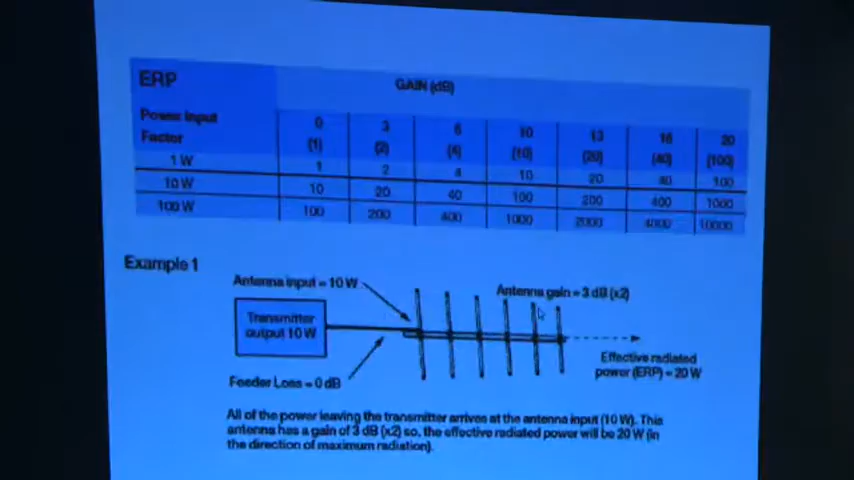 ERP
GAIN (dB)
Power Input
Factor
0 3 6 10 13 16 20
(1) (2) (4) (10) (20) (40) (100)
1 W 1 2 4 10 20 40 100
10 W 10 20 40 100 200 400 1000
100 W 100 200 400 1000 2000 4000 10000
Example 1
Antenna input = 10 W
Antenna gain = 3 dB (x2)
Transmitter
output 10 W
Effective radiated
power (ERP) = 20 W
Feeder Loss = 0 dB
All of the power leaving the transmitter arrives at the antenna input (10 W). This
antenna has a gain of 3 dB (x2) so, the effective radiated power will be 20 W (in
the direction of maximum radiation).